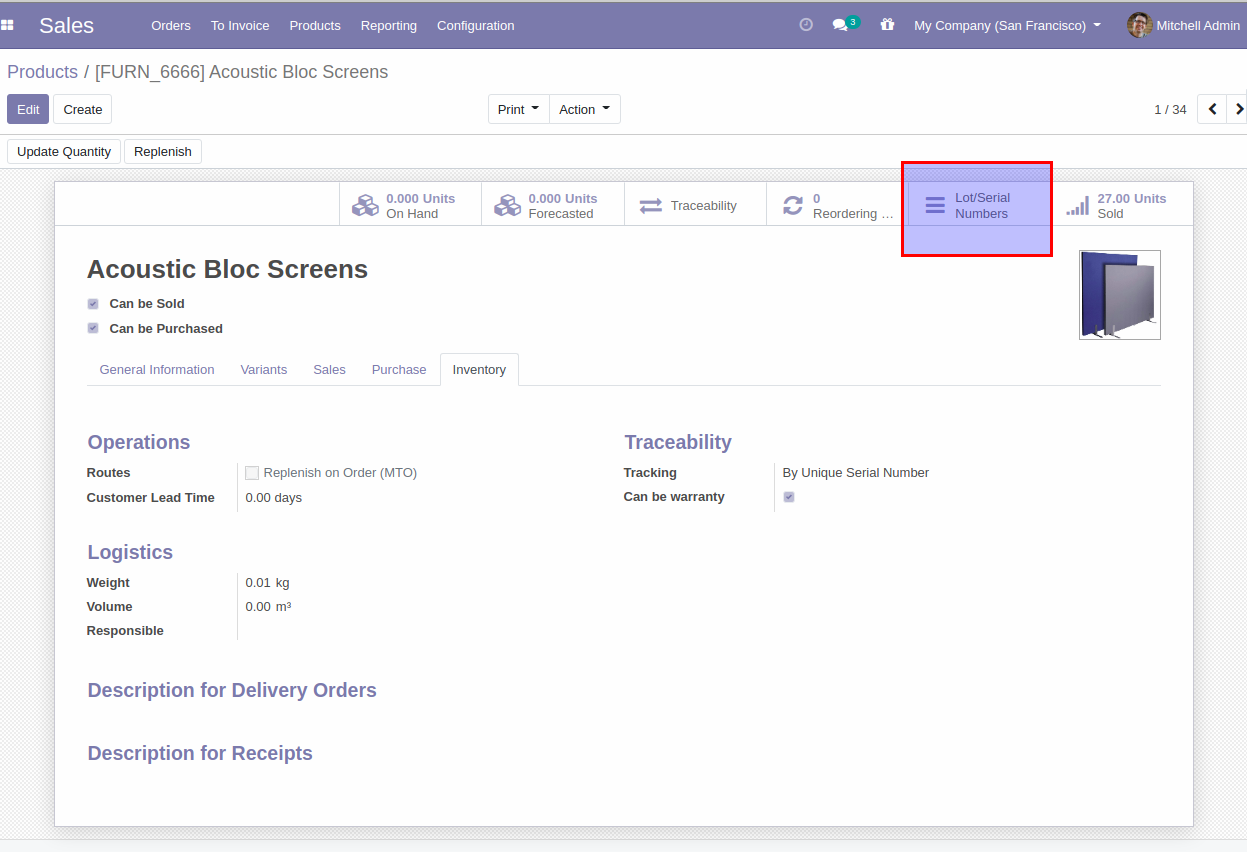 Sales Orders To Invoice Products Reporting Configuration 3 My Company (San Francisco) Mitchell Admin
Products / [FURN_6666] Acoustic Bloc Screens
Edit Create Print Action 1 / 34
Update Quantity Replenish
0.000 Units
On Hand
0.000 Units
Forecasted
Traceability
0
Reordering ...
Lot/Serial
Numbers
27.00 Units
Sold
Acoustic Bloc Screens
Can be Sold
Can be Purchased
General Information Variants Sales Purchase Inventory
Operations
Routes Replenish on Order (MTO)
Customer Lead Time 0.00 days
Traceability
Tracking By Unique Serial Number
Can be warranty
Logistics
Weight 0.01 kg
Volume 0.00 m³
Responsible
Description for Delivery Orders
Description for Receipts